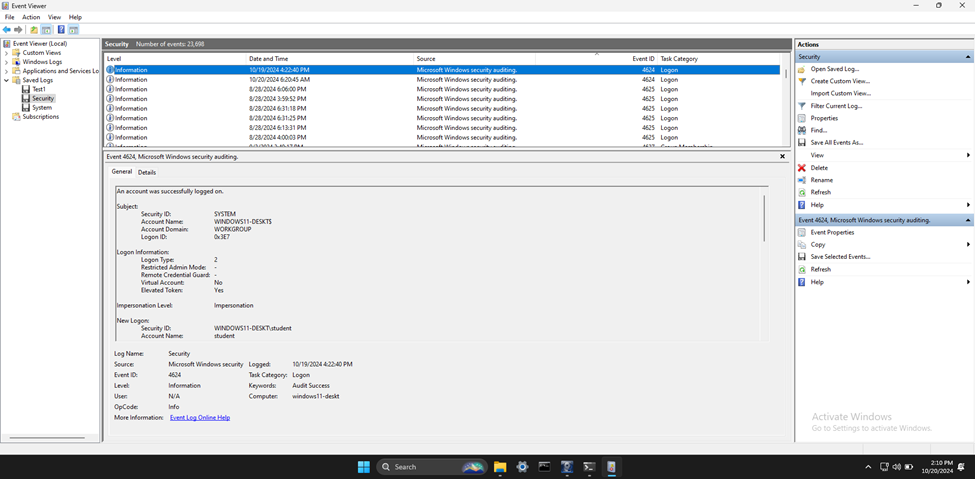 Event Viewer
File Action View Help
Event Viewer (Local)
Custom Views
Windows Logs
Applications and Services Lo
Saved Logs
Test1
Security
System
Subscriptions
Security Number of events: 23,698
Level Date and Time Source Event ID Task Category
Information 10/19/2024 4:22:40 PM Microsoft Windows security auditing. 4624 Logon
Information 10/20/2024 6:20:45 AM Microsoft Windows security auditing. 4624 Logon
Information 8/28/2024 6:06:00 PM Microsoft Windows security auditing. 4625 Logon
Information 8/28/2024 3:59:52 PM Microsoft Windows security auditing. 4625 Logon
Information 8/28/2024 6:31:18 PM Microsoft Windows security auditing. 4625 Logon
Information 8/28/2024 6:31:25 PM Microsoft Windows security auditing. 4625 Logon
Information 8/28/2024 6:13:31 PM Microsoft Windows security auditing. 4625 Logon
Information 8/28/2024 4:00:03 PM Microsoft Windows security auditing. 4625 Logon
Event 4624, Microsoft Windows security auditing.
General Details
An account was successfully logged on.
Subject:
Security ID: SYSTEM
Account Name: WINDOWS11-DESKT$
Account Domain: WORKGROUP
Logon ID: 0x3E7
Logon Information:
Logon Type: 2
Restricted Admin Mode: -
Remote Credential Guard: -
Virtual Account: No
Elevated Token: Yes
Impersonation Level: Impersonation
New Logon:
Security ID: WINDOWS11-DESKT\student
Account Name: student
Log Name: Security
Source: Microsoft Windows security Logged: 10/19/2024 4:22:40 PM
Event ID: 4624 Task Category: Logon
Level: Information Keywords: Audit Success
User: N/A Computer: windows11-deskt
OpCode: Info
More Information: Event Log Online Help
Actions
Security
Open Saved Log...
Create Custom View...
Import Custom View...
Filter Current Log...
Properties
Find...
Save All Events As...
View
Delete
Rename
Refresh
Help
Event 4624, Microsoft Windows security auditing.
Event Properties
Copy
Save Selected Events...
Refresh
Help
Activate Windows
Go to Settings to activate Windows.
Search
2:10 PM
10/20/2024